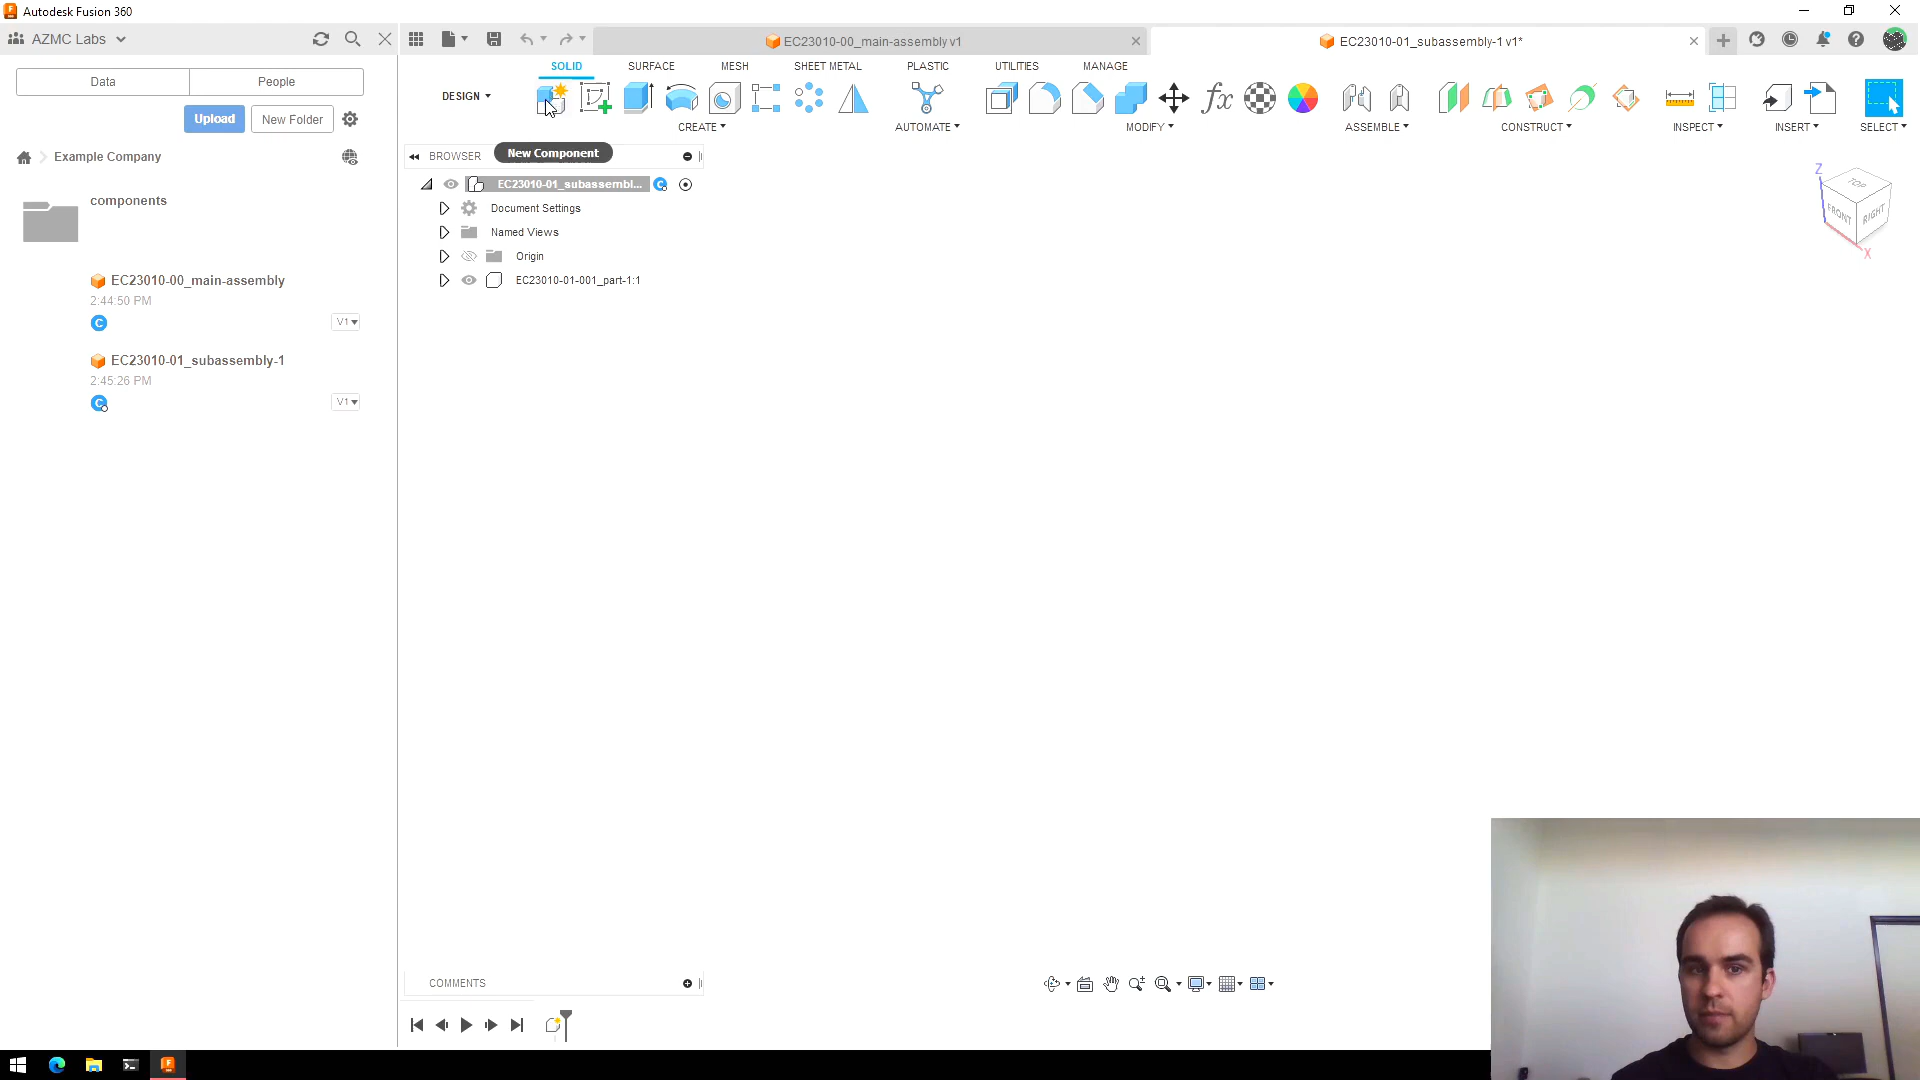 Autodesk Fusion 360
AZMC Labs
EC23010-00_main-assembly v1
EC23010-01_subassembly-1 v1*
Data
People
SOLID
SURFACE
MESH
SHEET METAL
PLASTIC
UTILITIES
MANAGE
DESIGN
Upload
New Folder
CREATE
AUTOMATE
MODIFY
ASSEMBLE
CONSTRUCT
INSPECT
INSERT
SELECT
Example Company
BROWSER
New Component
EC23010-01_subassembl...
Document Settings
Named Views
Origin
EC23010-01-001_part-1:1
components
EC23010-00_main-assembly
2:44:50 PM
C
V1
EC23010-01_subassembly-1
2:45:26 PM
C
V1
Z
TOP
FRONT
RIGHT
X
COMMENTS